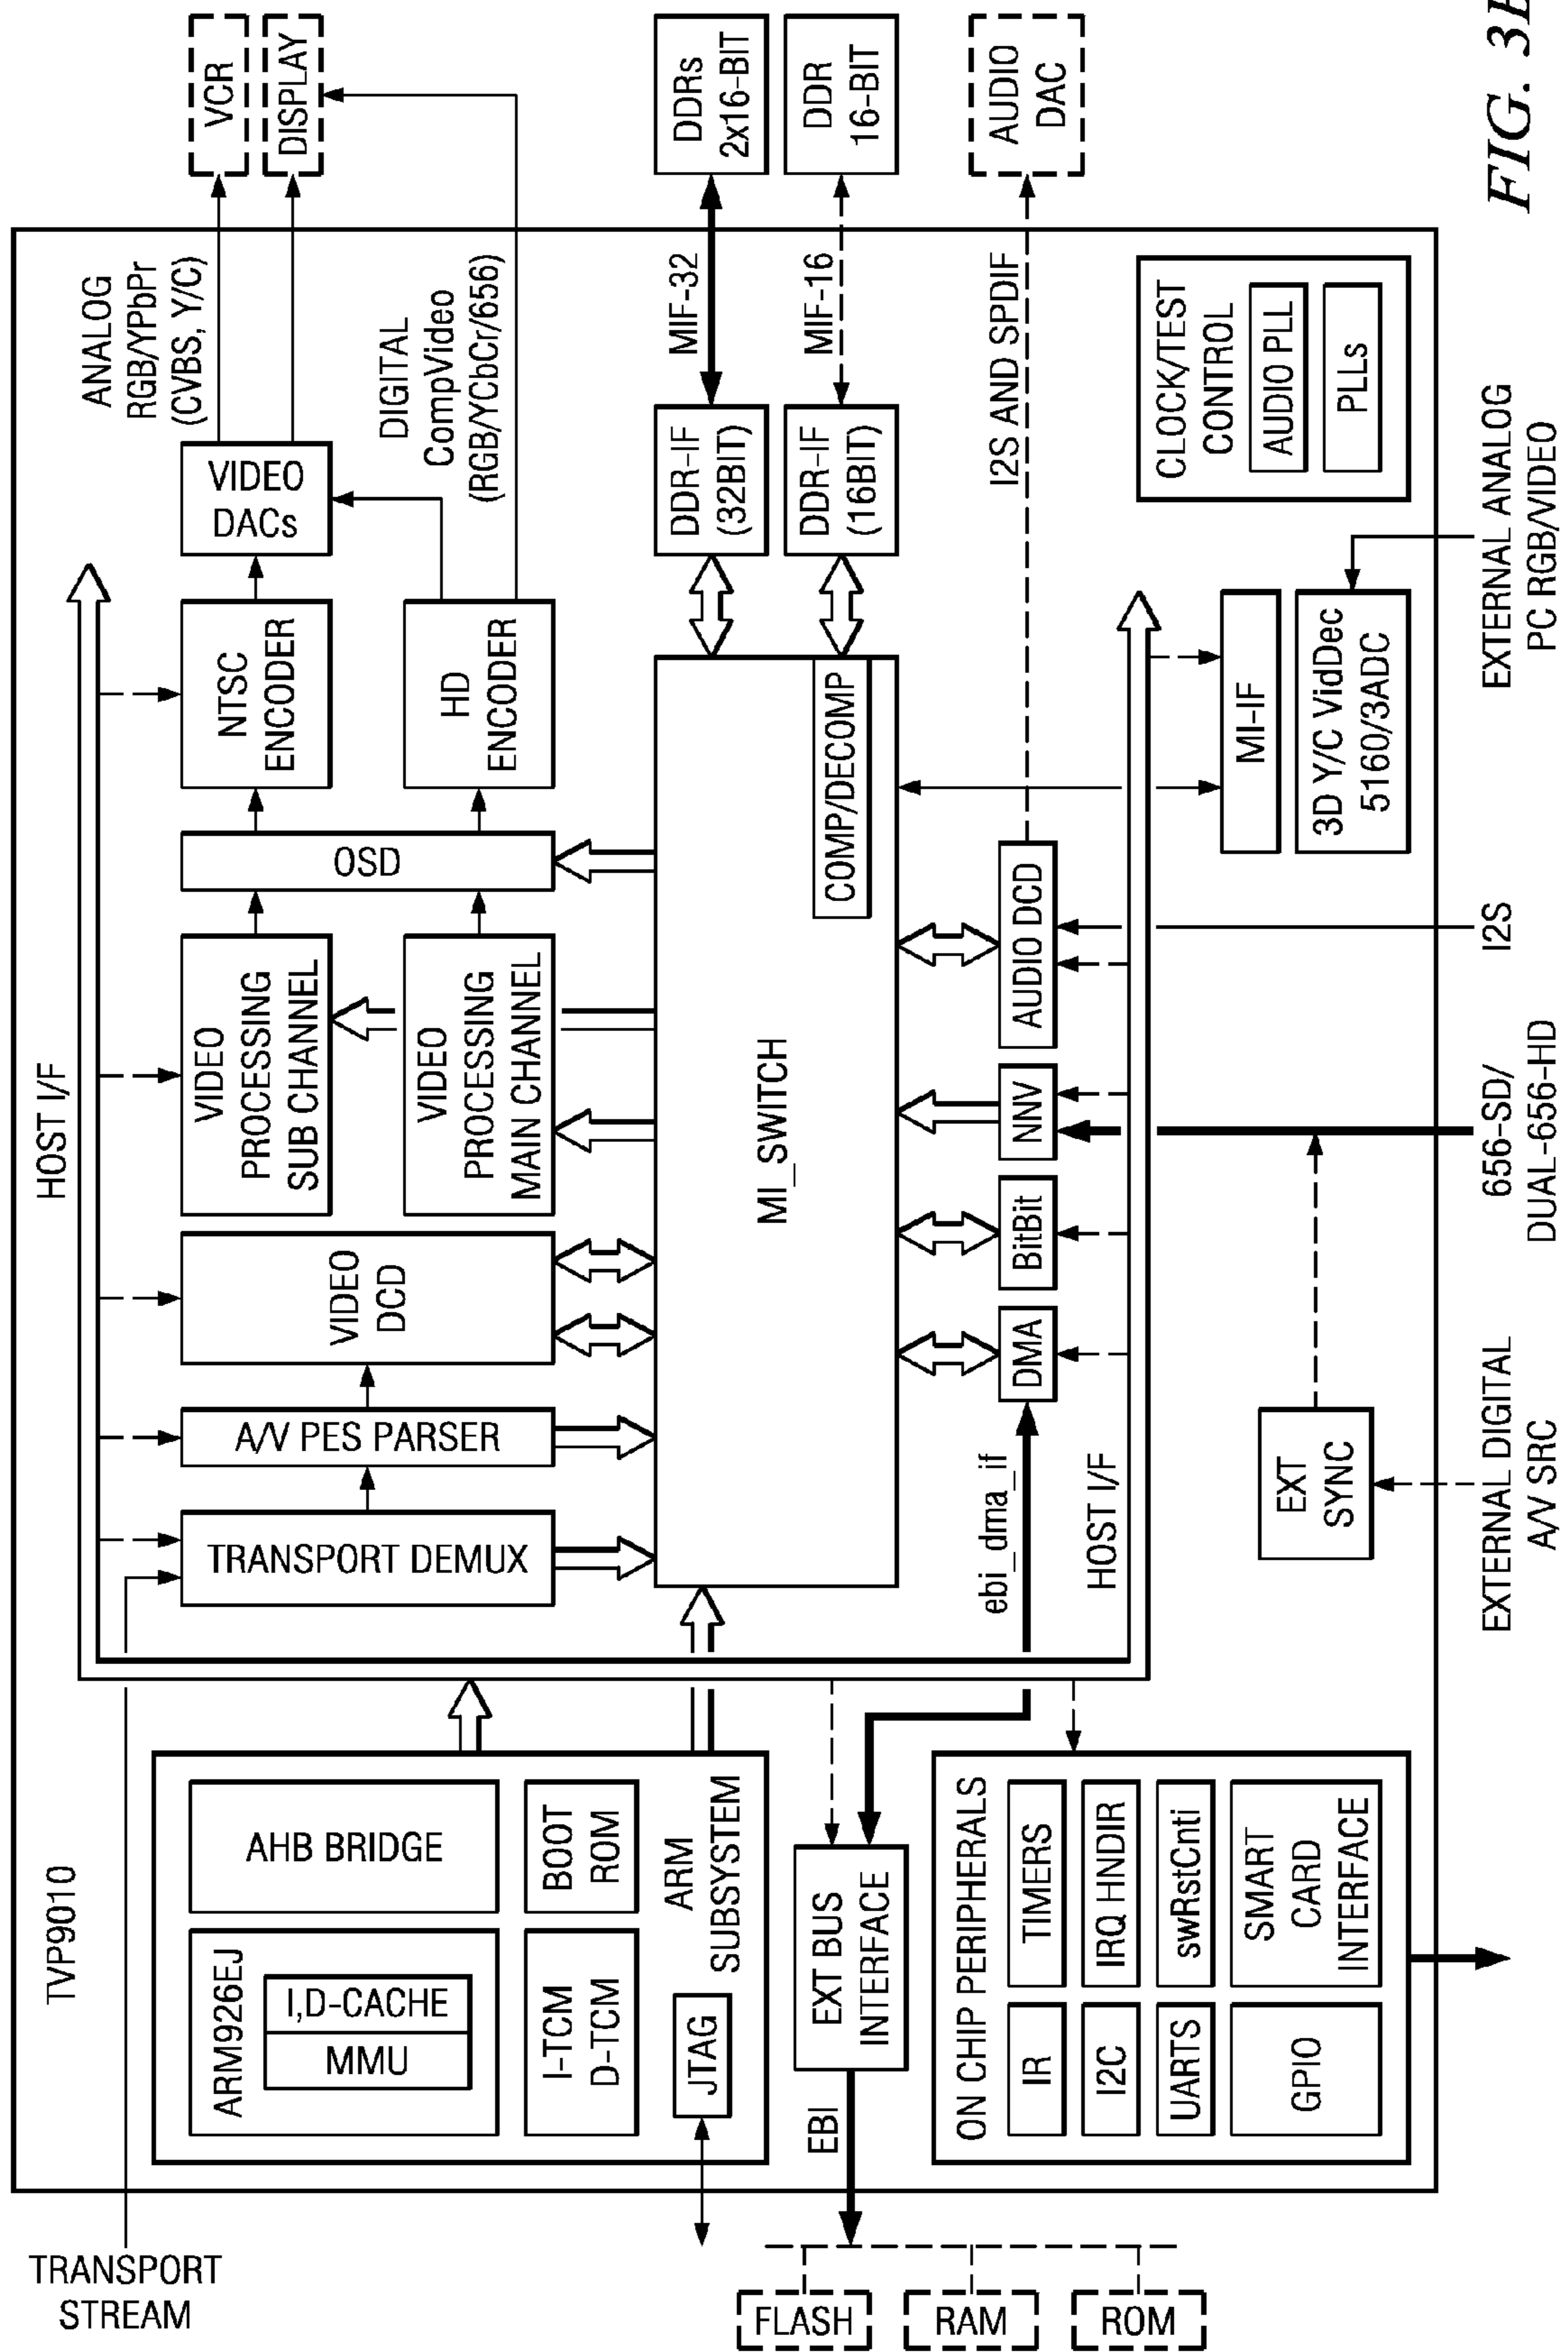 TRANSPORT
STREAM
TVP9010
HOST I/F
ANALOG
RGB/YPbPr
(CVBS, Y/C)
VCR
DISPLAY
DIGITAL
CompVideo
(RGB/YCbCr/656)
ARM926EJ
I,D-CACHE
MMU
AHB BRIDGE
I-TCM
D-TCM
BOOT
ROM
JTAG
ARM
SUBSYSTEM
TRANSPORT DEMUX
A/V PES PARSER
VIDEO
DCD
VIDEO
PROCESSING
SUB CHANNEL
VIDEO
PROCESSING
MAIN CHANNEL
OSD
NTSC
ENCODER
HD
ENCODER
VIDEO
DACs
MI_SWITCH
COMP/DECOMP
DDR-IF
(32BIT)
MIF-32
DDRs
2x16-BIT
DDR-IF
(16BIT)
MIF-16
DDR
16-BIT
EBI
EXT BUS
INTERFACE
FLASH
RAM
ROM
ebi_dma_if
DMA
BitBit
NNV
AUDIO DCD
I2S AND SPDIF
AUDIO
DAC
HOST I/F
ON CHIP PERIPHERALS
IR
TIMERS
I2C
IRQ HNDIR
UARTS
swRstCnti
GPIO
SMART
CARD
INTERFACE
EXT
SYNC
MI-IF
3D Y/C VidDec
5160/3ADC
CLOCK/TEST
CONTROL
AUDIO PLL
PLLs
EXTERNAL DIGITAL
A/V SRC
656-SD/
DUAL-656-HD
I2S
EXTERNAL ANALOG
PC RGB/VIDEO
FIG. 3B